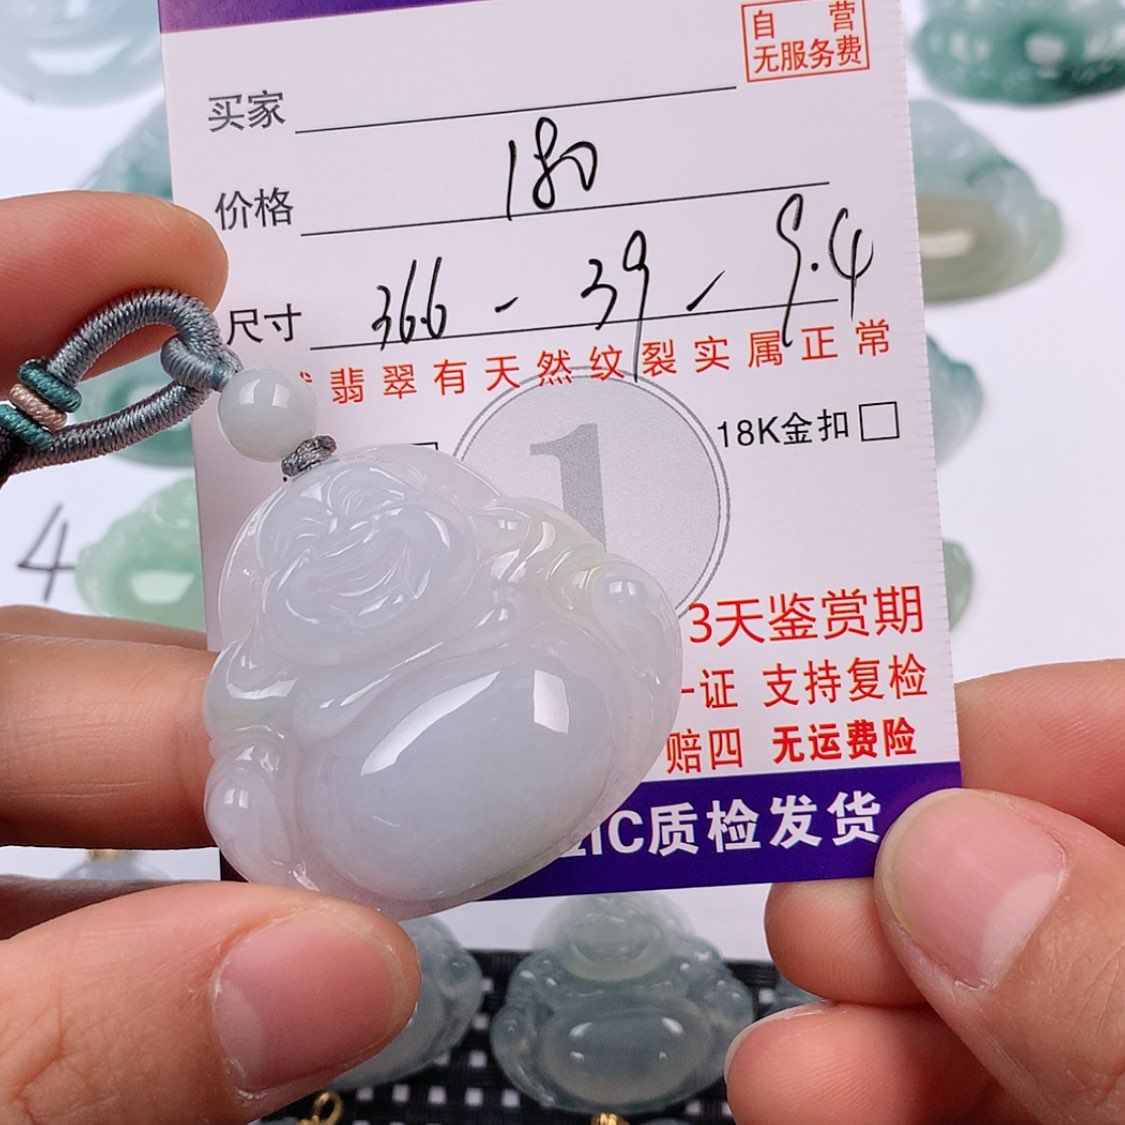 自 营
无服务费
买家
价格 180
尺寸 366 - 39 - 9.4
翡翠有天然纹裂实属正常
18K金扣
1
4
3天鉴赏期
一证 支持复检
赔四 无运费险
IC质检发货